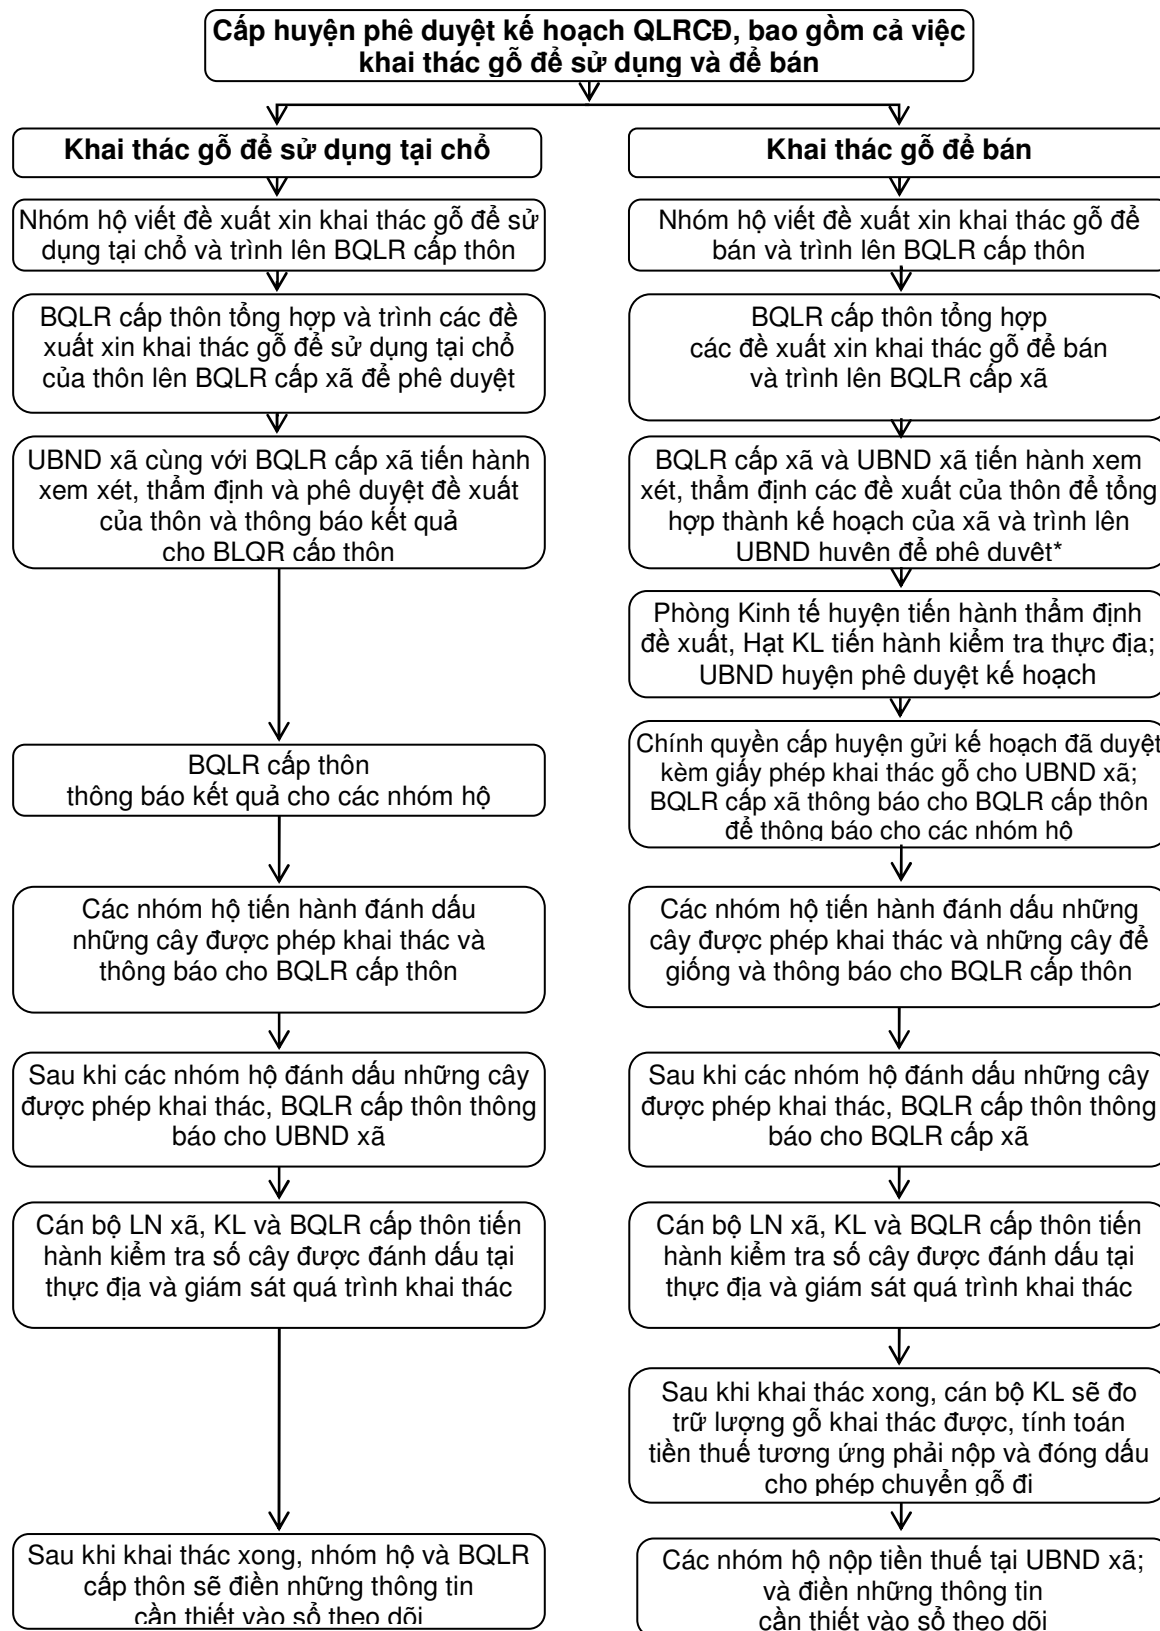 Cấp huyện phê duyệt kế hoạch QLRCĐ, bao gồm cả việc
khai thác gỗ để sử dụng và để bán
Khai thác gỗ để sử dụng tại chổ
Nhóm hộ viết đề xuất xin khai thác gỗ để sử
dụng tại chổ và trình lên BQLR cấp thôn
BQLR cấp thôn tổng hợp và trình các đề
xuất xin khai thác gỗ để sử dụng tại chổ
của thôn lên BQLR cấp xã để phê duyệt
UBND xã cùng với BQLR cấp xã tiến hành
xem xét, thẩm định và phê duyệt đề xuất
của thôn và thông báo kết quả
cho BLQR cấp thôn
BQLR cấp thôn
thông báo kết quả cho các nhóm hộ
Các nhóm hộ tiến hành đánh dấu
những cây được phép khai thác và
thông báo cho BQLR cấp thôn
Sau khi các nhóm hộ đánh dấu những cây
được phép khai thác, BQLR cấp thôn thông
báo cho UBND xã
Cán bộ LN xã, KL và BQLR cấp thôn tiến
hành kiểm tra số cây được đánh dấu tại
thực địa và giám sát quá trình khai thác
Sau khi khai thác xong, nhóm hộ và BQLR
cấp thôn sẽ điền những thông tin
cần thiết vào sổ theo dõi
Khai thác gỗ để bán
Nhóm hộ viết đề xuất xin khai thác gỗ để
bán và trình lên BQLR cấp thôn
BQLR cấp thôn tổng hợp
các đề xuất xin khai thác gỗ để bán
và trình lên BQLR cấp xã
BQLR cấp xã và UBND xã tiến hành xem
xét, thẩm định các đề xuất của thôn để tổng
hợp thành kế hoạch của xã và trình lên
UBND huyện để phê duyệt*
Phòng Kinh tế huyện tiến hành thẩm định
đề xuất, Hạt KL tiến hành kiểm tra thực địa;
UBND huyện phê duyệt kế hoạch
Chính quyền cấp huyện gửi kế hoạch đã duyệt
kèm giấy phép khai thác gỗ cho UBND xã;
BQLR cấp xã thông báo cho BQLR cấp thôn
để thông báo cho các nhóm hộ
Các nhóm hộ tiến hành đánh dấu những
cây được phép khai thác và những cây để
giống và thông báo cho BQLR cấp thôn
Sau khi các nhóm hộ đánh dấu những cây
được phép khai thác, BQLR cấp thôn thông
báo cho BQLR cấp xã
Cán bộ LN xã, KL và BQLR cấp thôn tiến
hành kiểm tra số cây được đánh dấu tại
thực địa và giám sát quá trình khai thác
Sau khi khai thác xong, cán bộ KL sẽ đo
trữ lượng gỗ khai thác được, tính toán
tiền thuế tương ứng phải nộp và đóng dấu
cho phép chuyển gỗ đi
Các nhóm hộ nộp tiền thuế tại UBND xã;
và điền những thông tin
cần thiết vào sổ theo dõi